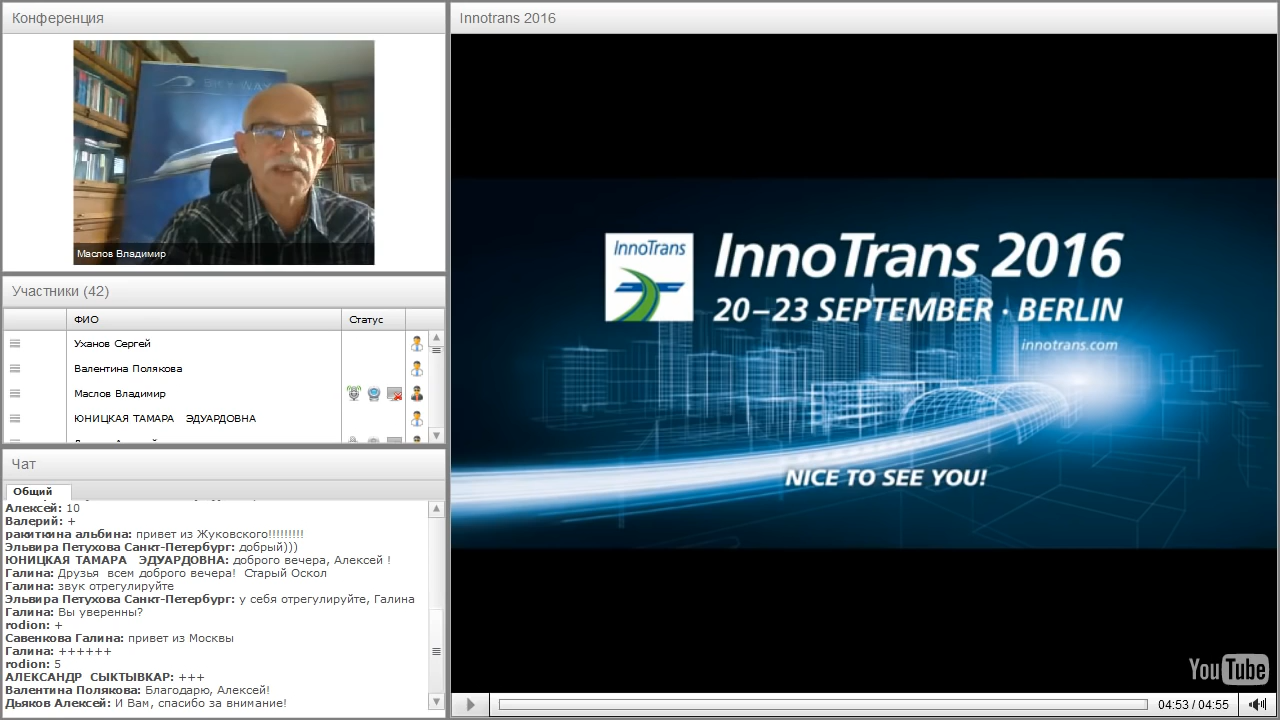 Конференция
SKY WAY
Маслов Владимир
Участники (42)
ФИО Статус
Уханов Сергей
Валентина Полякова
Маслов Владимир
ЮНИЦКАЯ ТАМАРА ЭДУАРДОВНА
Чат
Общий
Алексей: 10
Валерий: +
ракиткина альбина: привет из Жуковского!!!!!!!!!
Эльвира Петухова Санкт-Петербург: добрый)))
ЮНИЦКАЯ ТАМАРА ЭДУАРДОВНА: доброго вечера, Алексей !
Галина: Друзья всем доброго вечера! Старый Оскол
Галина: звук отрегулируйте
Эльвира Петухова Санкт-Петербург: у себя отрегулируйте, Галина
Галина: Вы уверенны?
rodion: +
Савенкова Галина: привет из Москвы
Галина: ++++++
rodion: 5
АЛЕКСАНДР СЫКТЫВКАР: +++
Валентина Полякова: Благодарю, Алексей!
Дьяков Алексей: И Вам, спасибо за внимание!
Innotrans 2016
InnoTrans
InnoTrans 2016
20–23 SEPTEMBER · BERLIN
innotrans.com
NICE TO SEE YOU!
YouTube
04:53 / 04:55